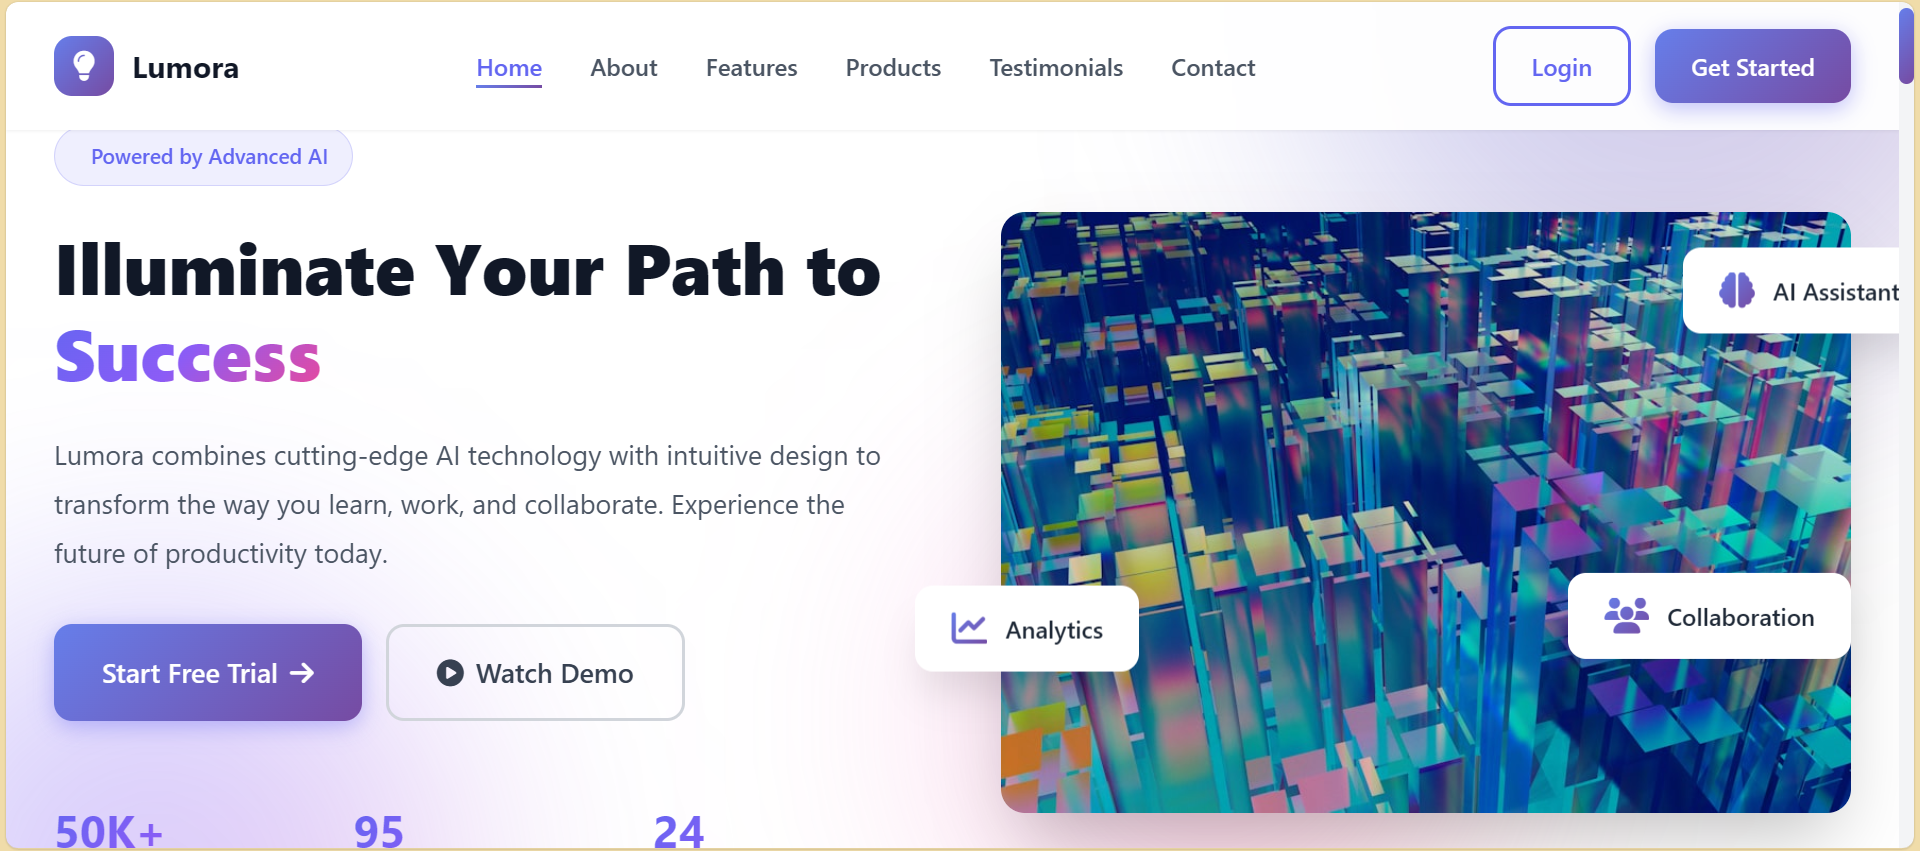 Lumora
Home
About
Features
Products
Testimonials
Contact
Login
Get Started
Powered by Advanced AI
Illuminate Your Path to
Success
Lumora combines cutting-edge AI technology with intuitive design to
transform the way you learn, work, and collaborate. Experience the
future of productivity today.
Start Free Trial
Watch Demo
50K+
95
24
AI Assistant
Analytics
Collaboration